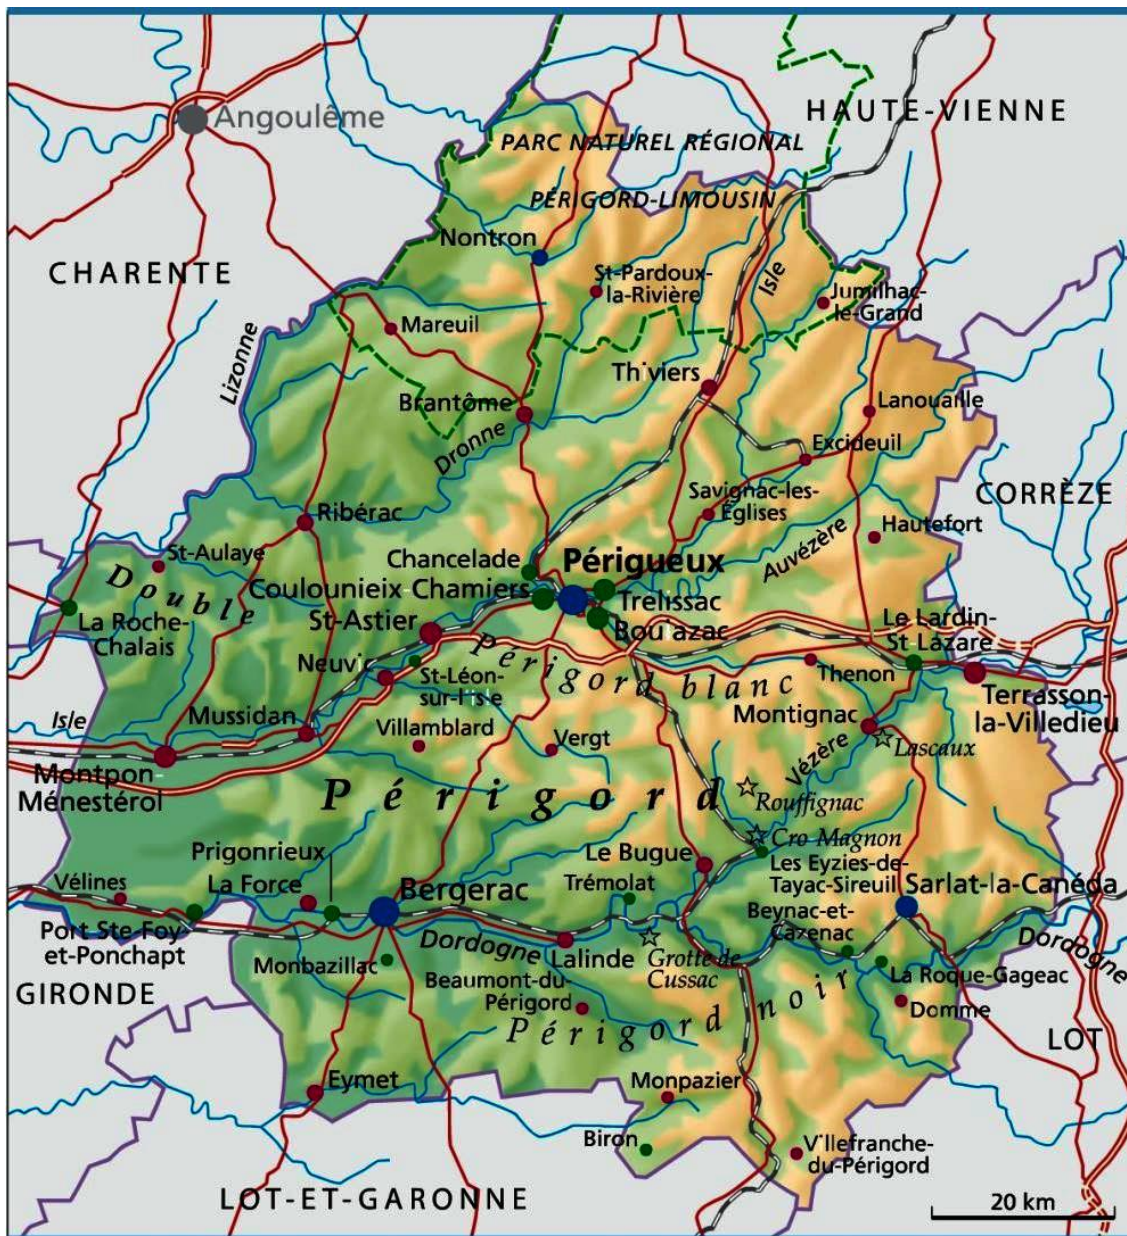 HAUTE-VIENNE
Angoulême
PARC NATUREL RÉGIONAL
PÉRIGORD-LIMOUSIN
Nontron
CHARENTE
St-Pardoux-
la-Rivière
Isle
Jumilhac-
le-Grand
Mareuil
Lizonne
Thiviers
Brantôme
Lanouaille
Dronne
Excideuil
CORRÈZE
Savignac-les-
Églises
Ribérac
Hautefort
Auvézère
St-Aulaye
Chancelade
Périgueux
Double
Coulounieix-Chamiers
Trelissac
La Roche-
Chalais
St-Astier
Boulazac
Le Lardin-
St-Lázare
Périgord blanc
Neuvic
St-Léon-
sur-l'Isle
Thenon
Terrasson-
la-Villedieu
Isle
Mussidan
Villamblard
Vergt
Montignac
Vézère
Lascaux
Montpon-
Ménestérol
Périgord
Rouffignac
Cro Magnon
Prigonrieux
Le Bugue
Les Eyzies-de-
Tayac-Sireuil
Vélines
La Force
Bergerac
Trémolat
Sarlat-la-Canéda
Port Ste-Foy-
et-Ponchapt
Beynac-et-
Cazenac
Dordogne
Dordogne
Lalinde
Grotte de
Cussac
Monbazillac
La Roque-Gageac
GIRONDE
Beaumont-du-
Périgord
Périgord noir
Domme
LOT
Eymet
Monpazier
Biron
Villefranche-
du-Périgord
LOT-ET-GARONNE
20 km